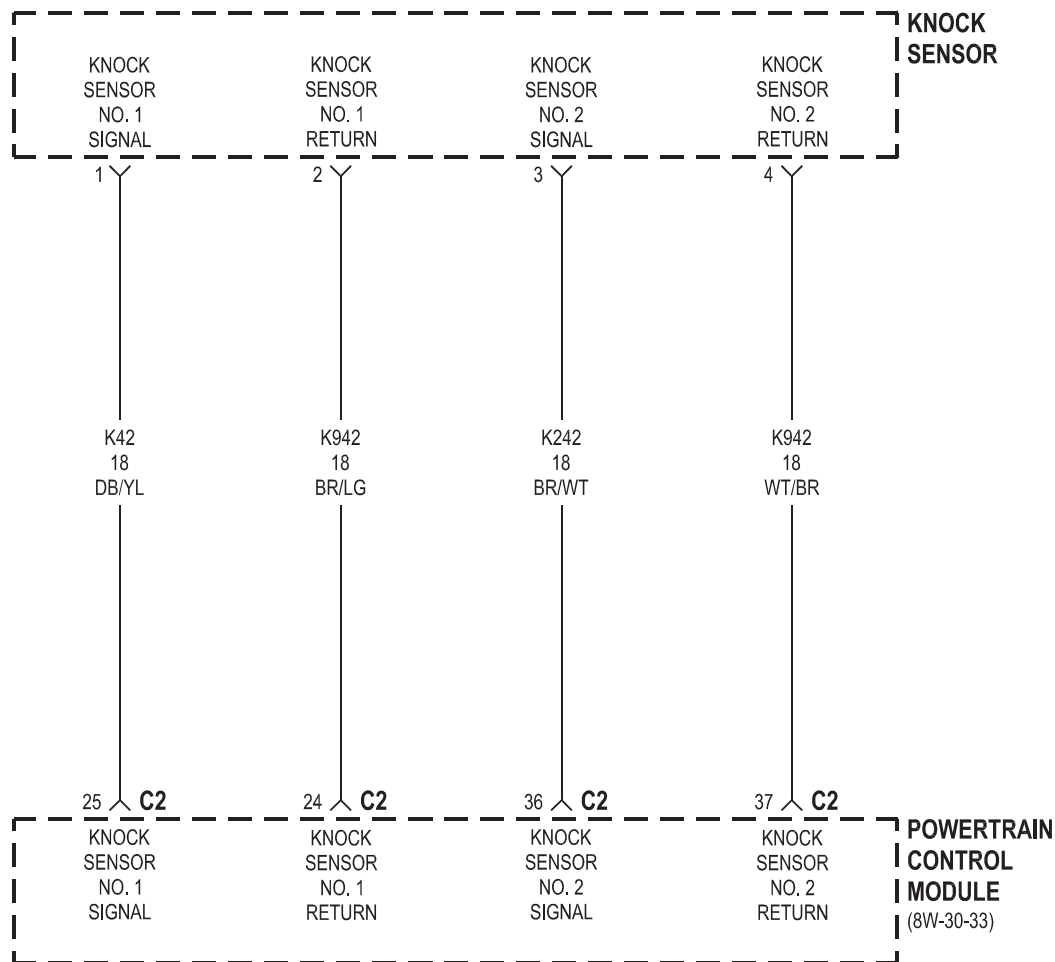 KNOCK
SENSOR
KNOCK
SENSOR
NO. 1
SIGNAL
KNOCK
SENSOR
NO. 1
RETURN
KNOCK
SENSOR
NO. 2
SIGNAL
KNOCK
SENSOR
NO. 2
RETURN
1
2
3
4
K42
18
DB/YL
K942
18
BR/LG
K242
18
BR/WT
K942
18
WT/BR
25 C2
24 C2
36 C2
37 C2
KNOCK
SENSOR
NO. 1
SIGNAL
KNOCK
SENSOR
NO. 1
RETURN
KNOCK
SENSOR
NO. 2
SIGNAL
KNOCK
SENSOR
NO. 2
RETURN
POWERTRAIN
CONTROL
MODULE
(8W-30-33)